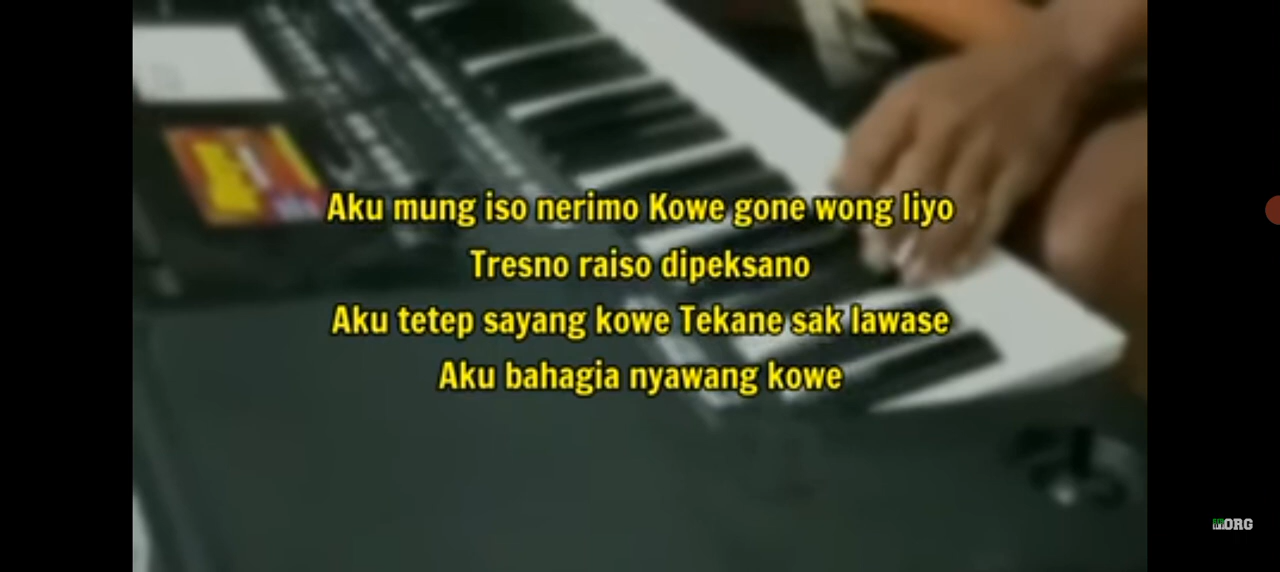 Aku mung iso nerimo Kowe gone wong liyo
Tresno raiso dipeksano
Aku tetep sayang kowe Tekane sak lawase
Aku bahagia nyawang kowe
ORG